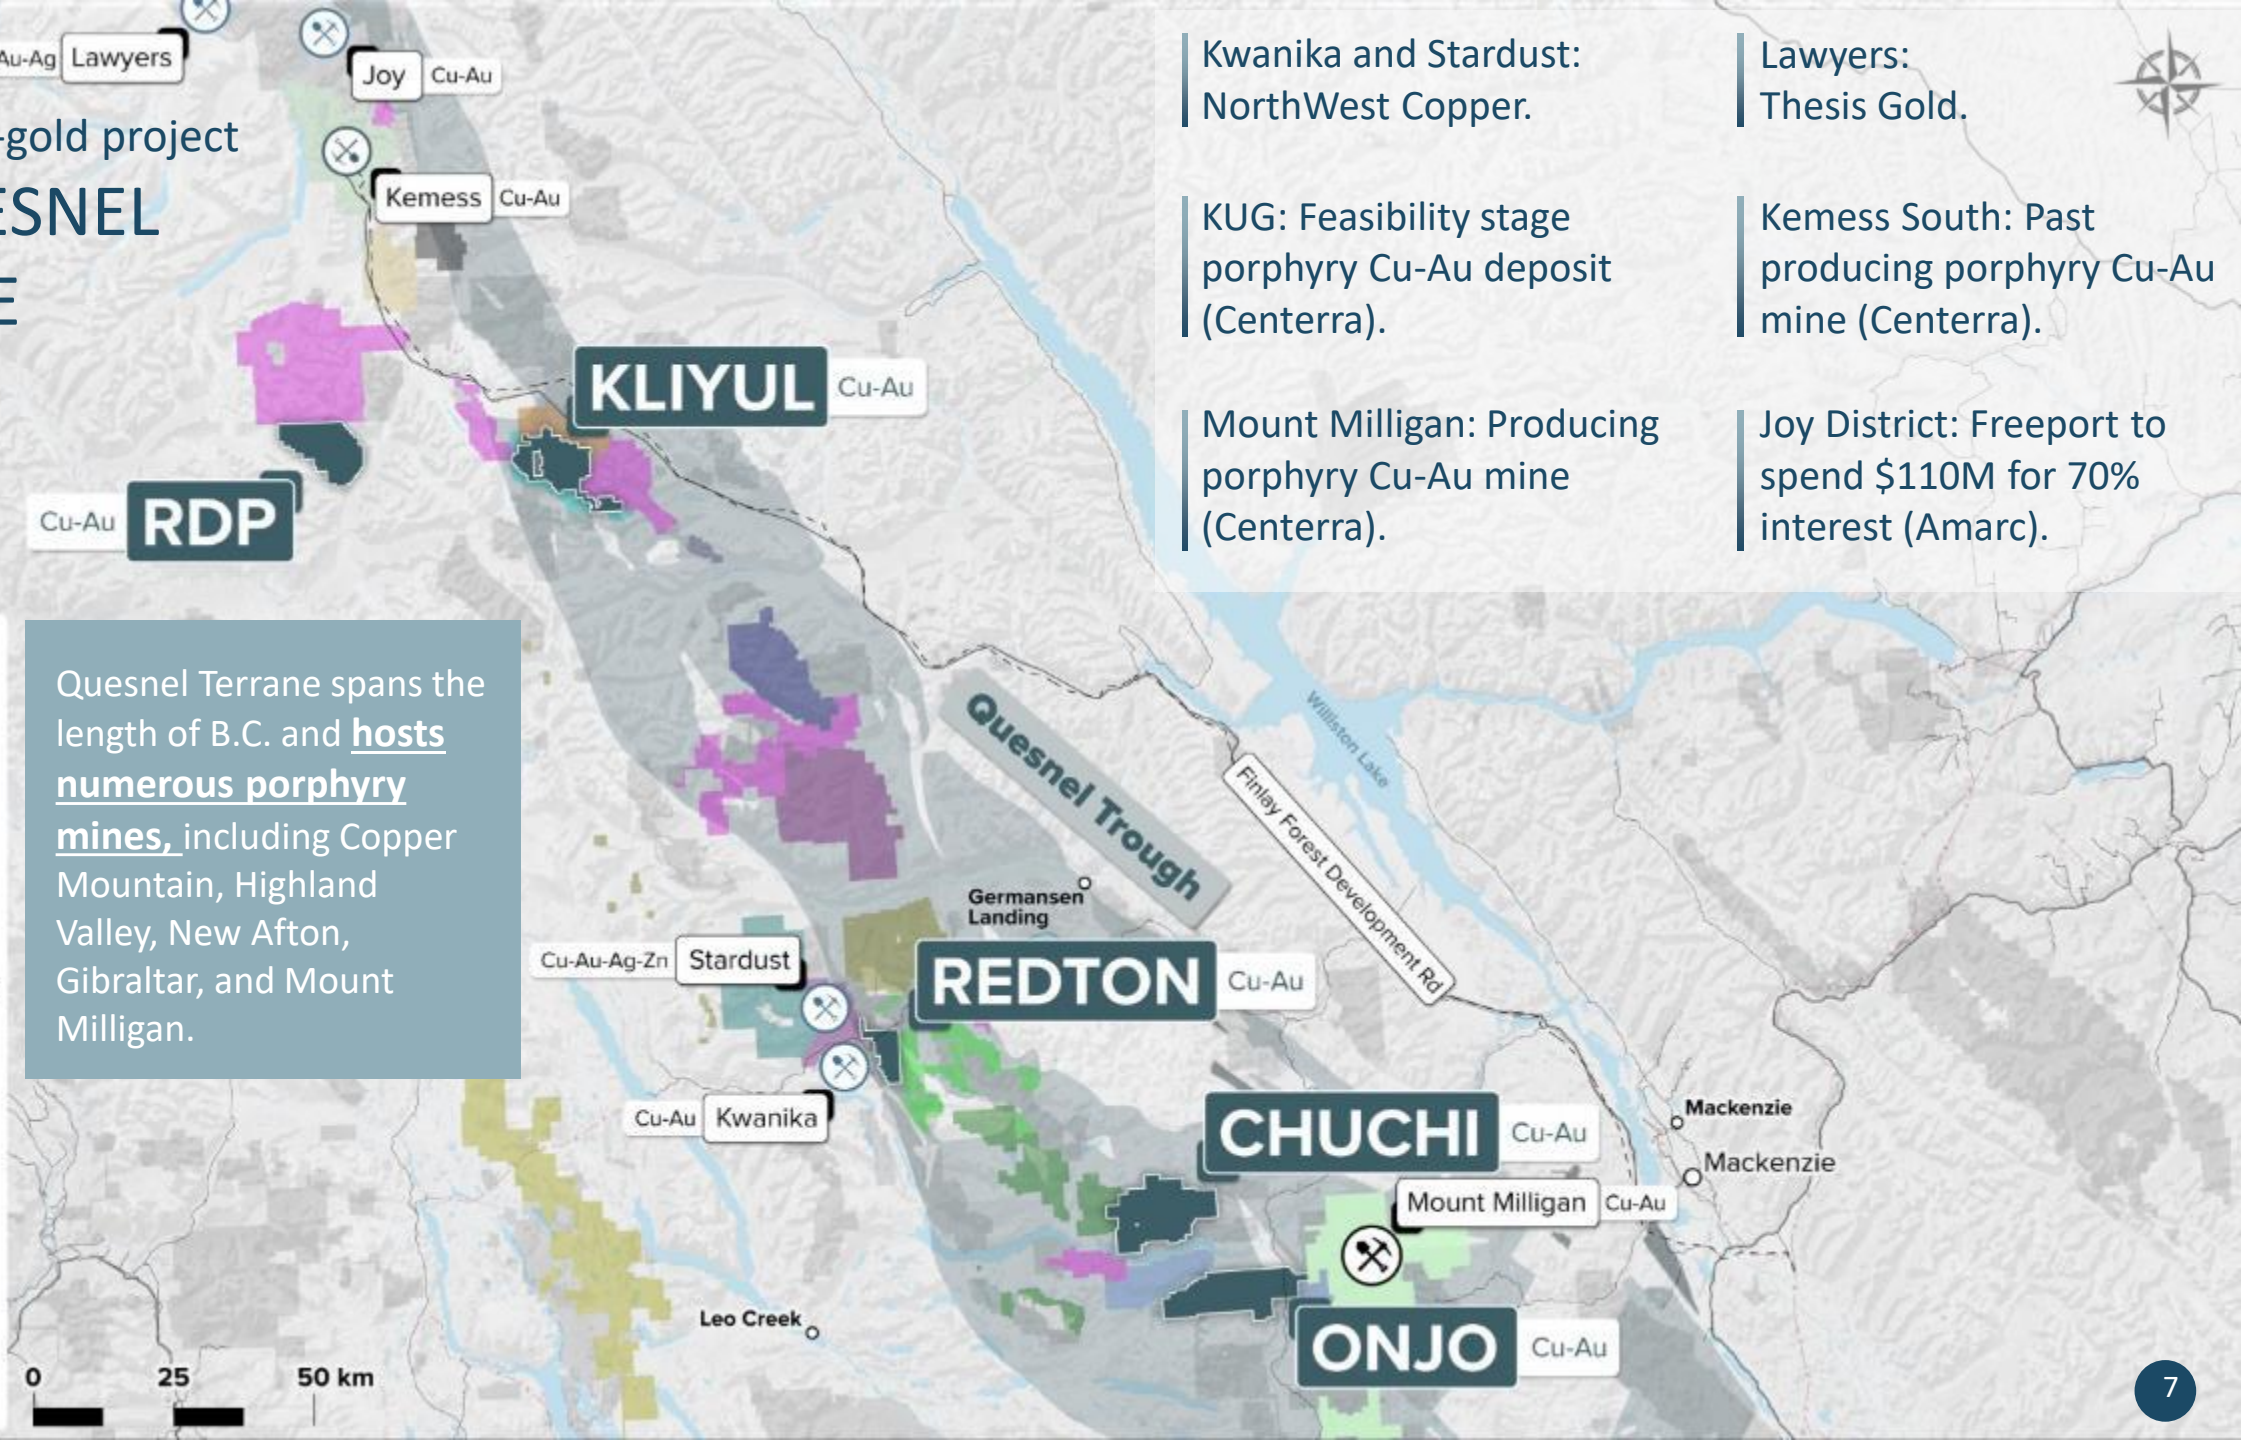 Au-Ag Lawyers
Joy Cu-Au
-gold project
ESNEL
E
Kemess Cu-Au
KLIYUL Cu-Au
Cu-Au RDP
Kwanika and Stardust:
NorthWest Copper.
Lawyers:
Thesis Gold.
KUG: Feasibility stage
porphyry Cu-Au deposit
(Centerra).
Kemess South: Past
producing porphyry Cu-Au
mine (Centerra).
Mount Milligan: Producing
porphyry Cu-Au mine
(Centerra).
Joy District: Freeport to
spend $110M for 70%
interest (Amarc).
Quesnel Terrane spans the
length of B.C. and hosts
numerous porphyry
mines, including Copper
Mountain, Highland
Valley, New Afton,
Gibraltar, and Mount
Milligan.
Quesnel Trough
Williston Lake
Finlay Forest Development Rd
Germansen
Landing
Cu-Au-Ag-Zn Stardust
REDTON Cu-Au
Cu-Au Kwanika
CHUCHI Cu-Au
Mackenzie
Mackenzie
Mount Milligan Cu-Au
Leo Creek
ONJO Cu-Au
0 25 50 km
7